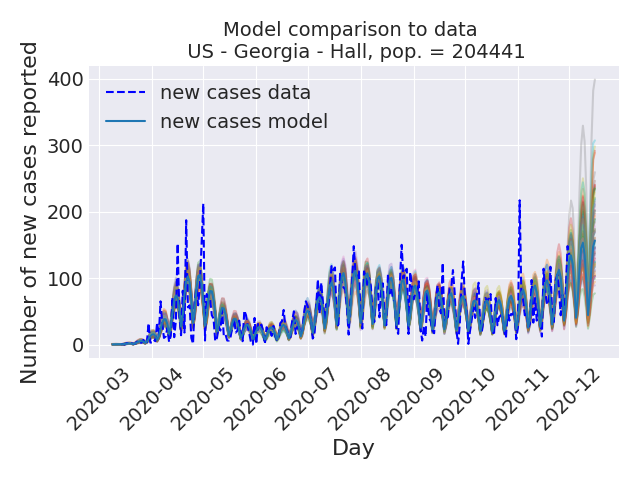 Model comparison to data
US - Georgia - Hall, pop. = 204441
Number of new cases reported
400
300
200
100
0
new cases data
new cases model
2020-03
2020-04
2020-05
2020-06
2020-07
2020-08
2020-09
2020-10
2020-11
2020-12
Day